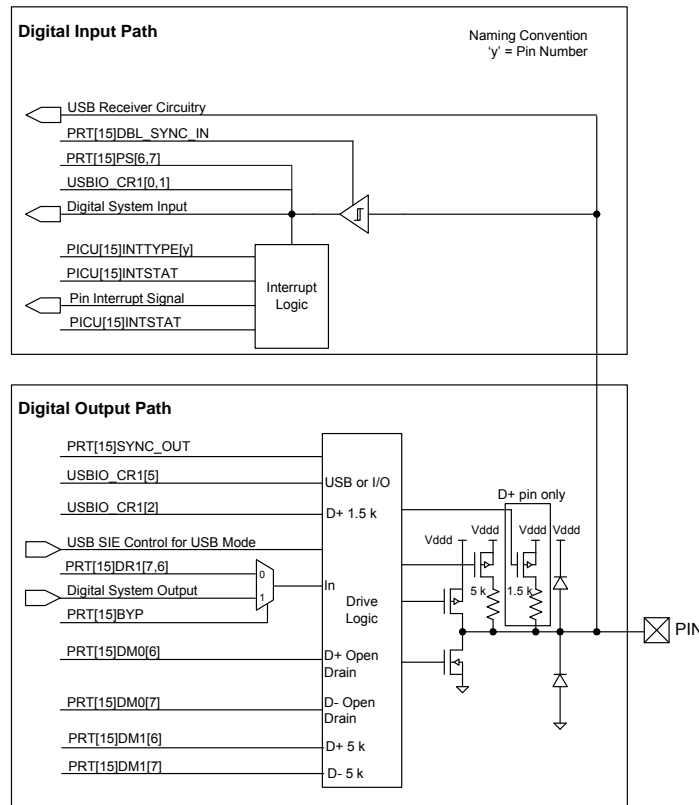 Digital Input Path
Naming Convention
'y' = Pin Number
USB Receiver Circuitry
PRT[15]DBL_SYNC_IN
PRT[15]PS[6,7]
USBIO_CR1[0,1]
Digital System Input
PICU[15]INTTYPE[y]
PICU[15]INTSTAT
Pin Interrupt Signal
PICU[15]INTSTAT
Interrupt
Logic
Digital Output Path
PRT[15]SYNC_OUT
USBIO_CR1[5]
USB or I/O
USBIO_CR1[2]
D+ 1.5 k
D+ pin only
USB SIE Control for USB Mode
Vddd
Vddd
Vddd
Vddd
PRT[15]DR1[7,6]
0
Digital System Output
1
In
5 k
1.5 k
PRT[15]BYP
Drive
Logic
PIN
PRT[15]DM0[6]
D+ Open
Drain
PRT[15]DM0[7]
D- Open
Drain
PRT[15]DM1[6]
D+ 5 k
PRT[15]DM1[7]
D- 5 k